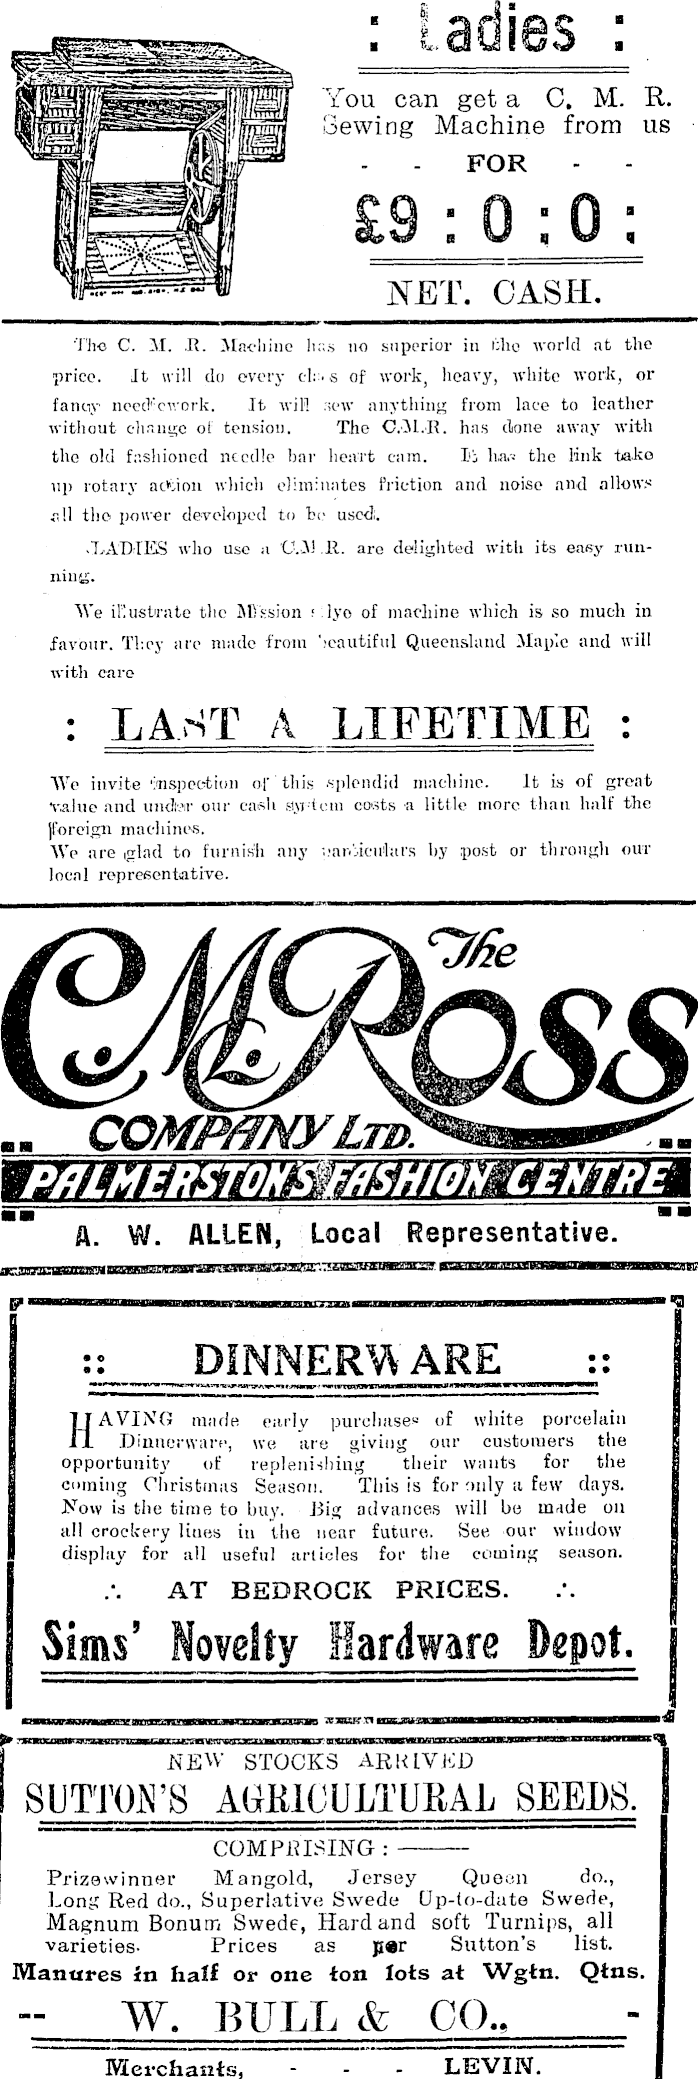 : Ladies :
You can get a C. M. R.
Sewing Machine from us
- - FOR - -
£9 : 0 : 0 :
NET. CASH.
The C. M. R. Machine has no superior in the world at the
price. It will do every class of work, heavy, white work, or
fancy needlework. It will sew anything from lace to leather
without change of tension. The C.M.R. has done away with
the old fashioned needle bar heart cam. It has the link take
up rotary action which eliminates friction and noise and allows
all the power developed to be used.
LADIES who use a C.M.R. are delighted with its easy run-
ning.
We illustrate the Mission of machine which is so much in
favour. They are made from beautiful Queensland Maple and will
with care
: LAST A LIFETIME :
We invite inspection of this splendid machine. It is of great
value and under our cash system costs a little more than half the
foreign machines.
We are glad to furnish any particulars by post or through our
local representative.
The
C. M. Ross
COMPANY LTD.
PALMERSTON'S FASHION CENTRE
A. W. ALLEN, Local Representative.
:: DINNERWARE ::
HAVING made early purchases of white porcelain
Dinnerware, we are giving our customers the
opportunity of replenishing their wants for the
coming Christmas Season. This is for only a few days.
Now is the time to buy. Big advances will be made on
all crockery lines in the near future. See our window
display for all useful articles for the coming season.
∴ AT BEDROCK PRICES. ∴
Sims' Novelty Hardware Depot.
NEW STOCKS ARRIVED
SUTTON'S AGRICULTURAL SEEDS.
COMPRISING : ——
Prizewinner Mangold, Jersey Queen do.,
Long Red do., Superlative Swede Up-to-date Swede,
Magnum Bonum Swede, Hard and soft Turnips, all
varieties. Prices as per Sutton's list.
Manures in half or one ton lots at Wgtn. Qtns.
-- W. BULL & CO., -
Merchants, - - - LEVIN.